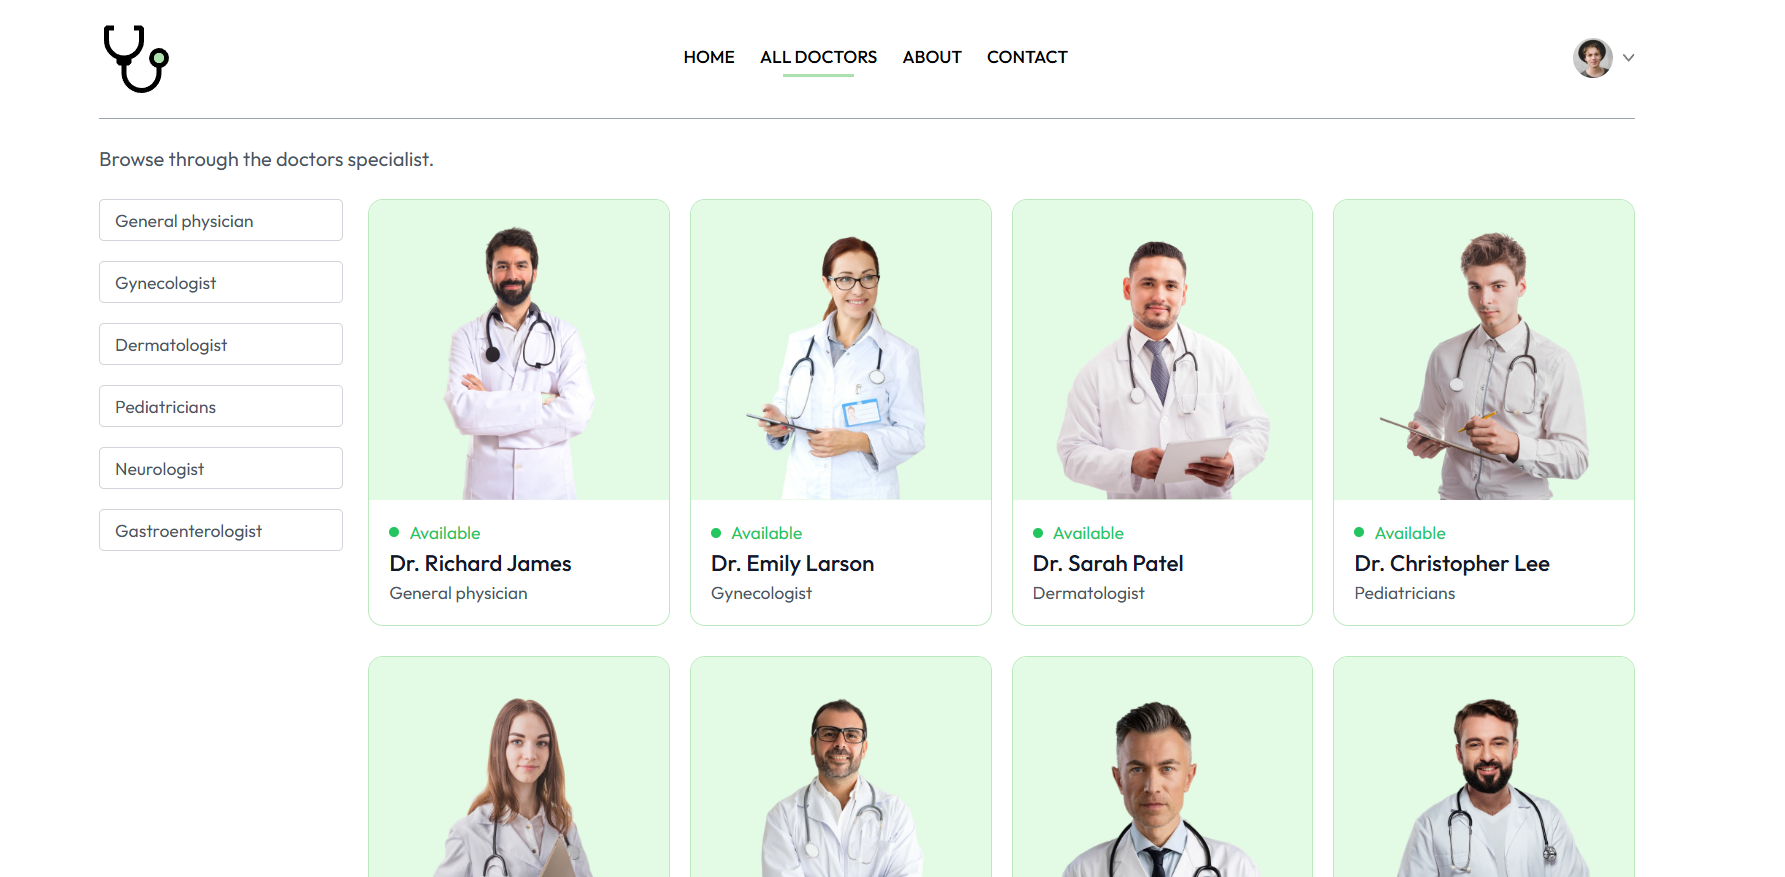 HOME ALL DOCTORS ABOUT CONTACT
Browse through the doctors specialist.
General physician
Gynecologist
Dermatologist
Pediatricians
Neurologist
Gastroenterologist
Available
Dr. Richard James
General physician
Available
Dr. Emily Larson
Gynecologist
Available
Dr. Sarah Patel
Dermatologist
Available
Dr. Christopher Lee
Pediatricians